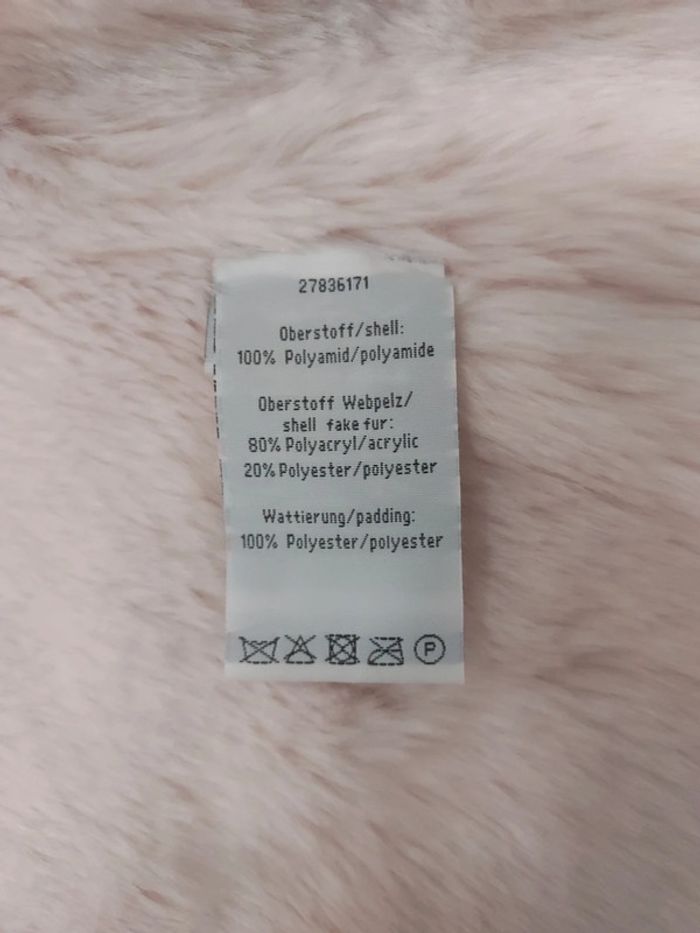 27836171
Oberstoff/shell:
100% Polyamid/polyamide
Oberstoff Webpelz/
shell fake fur:
80% Polyacryl/acrylic
20% Polyester/polyester
Wattierung/padding:
100% Polyester/polyester
P